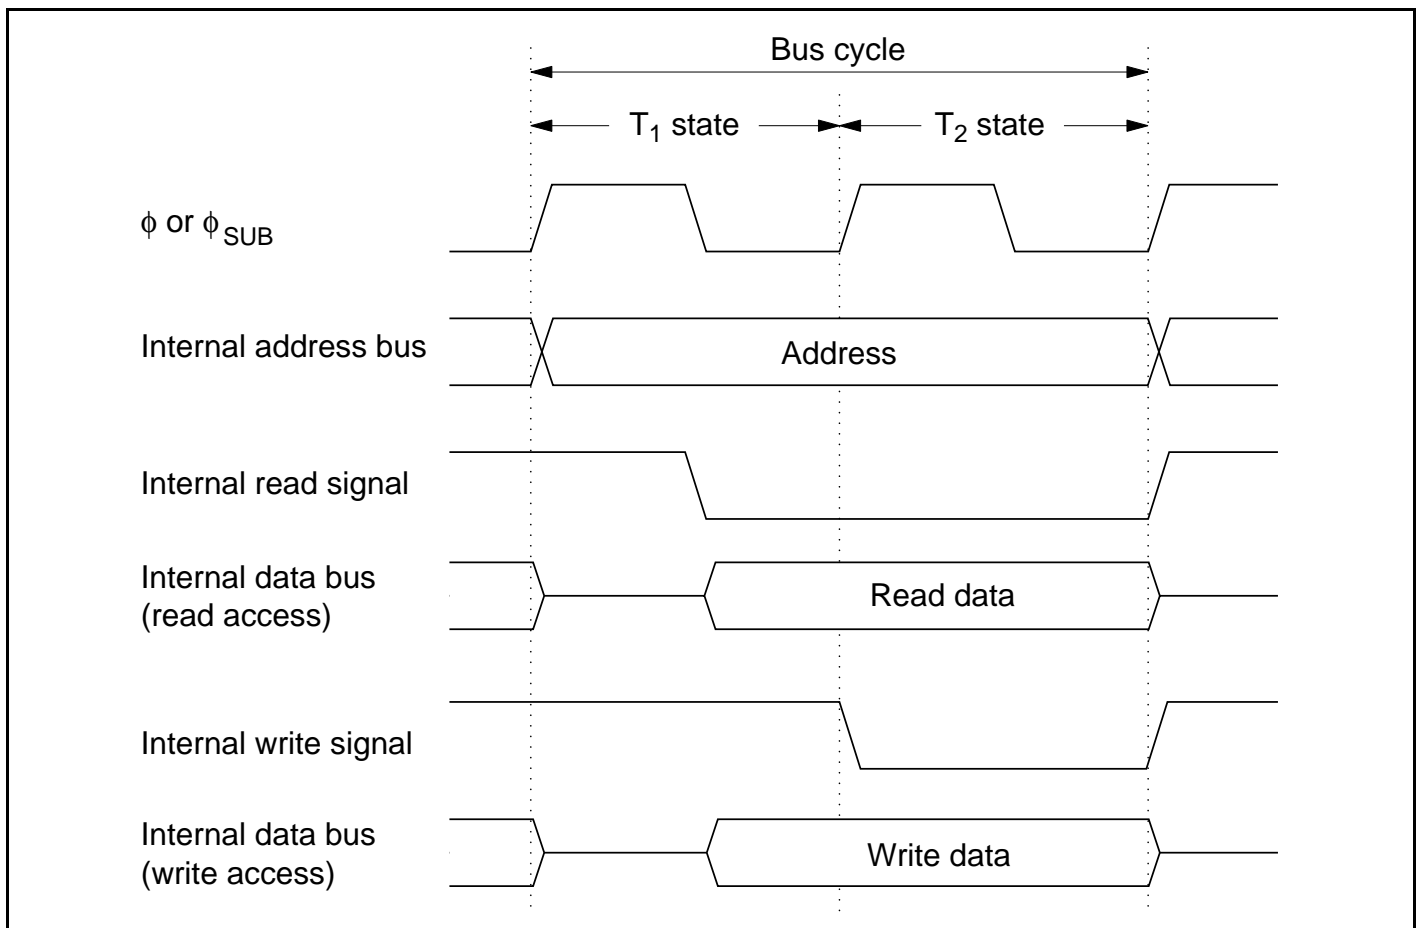 Bus cycle
T1 state
T2 state
ϕ or ϕSUB
Internal address bus
Address
Internal read signal
Internal data bus
(read access)
Read data
Internal write signal
Internal data bus
(write access)
Write data